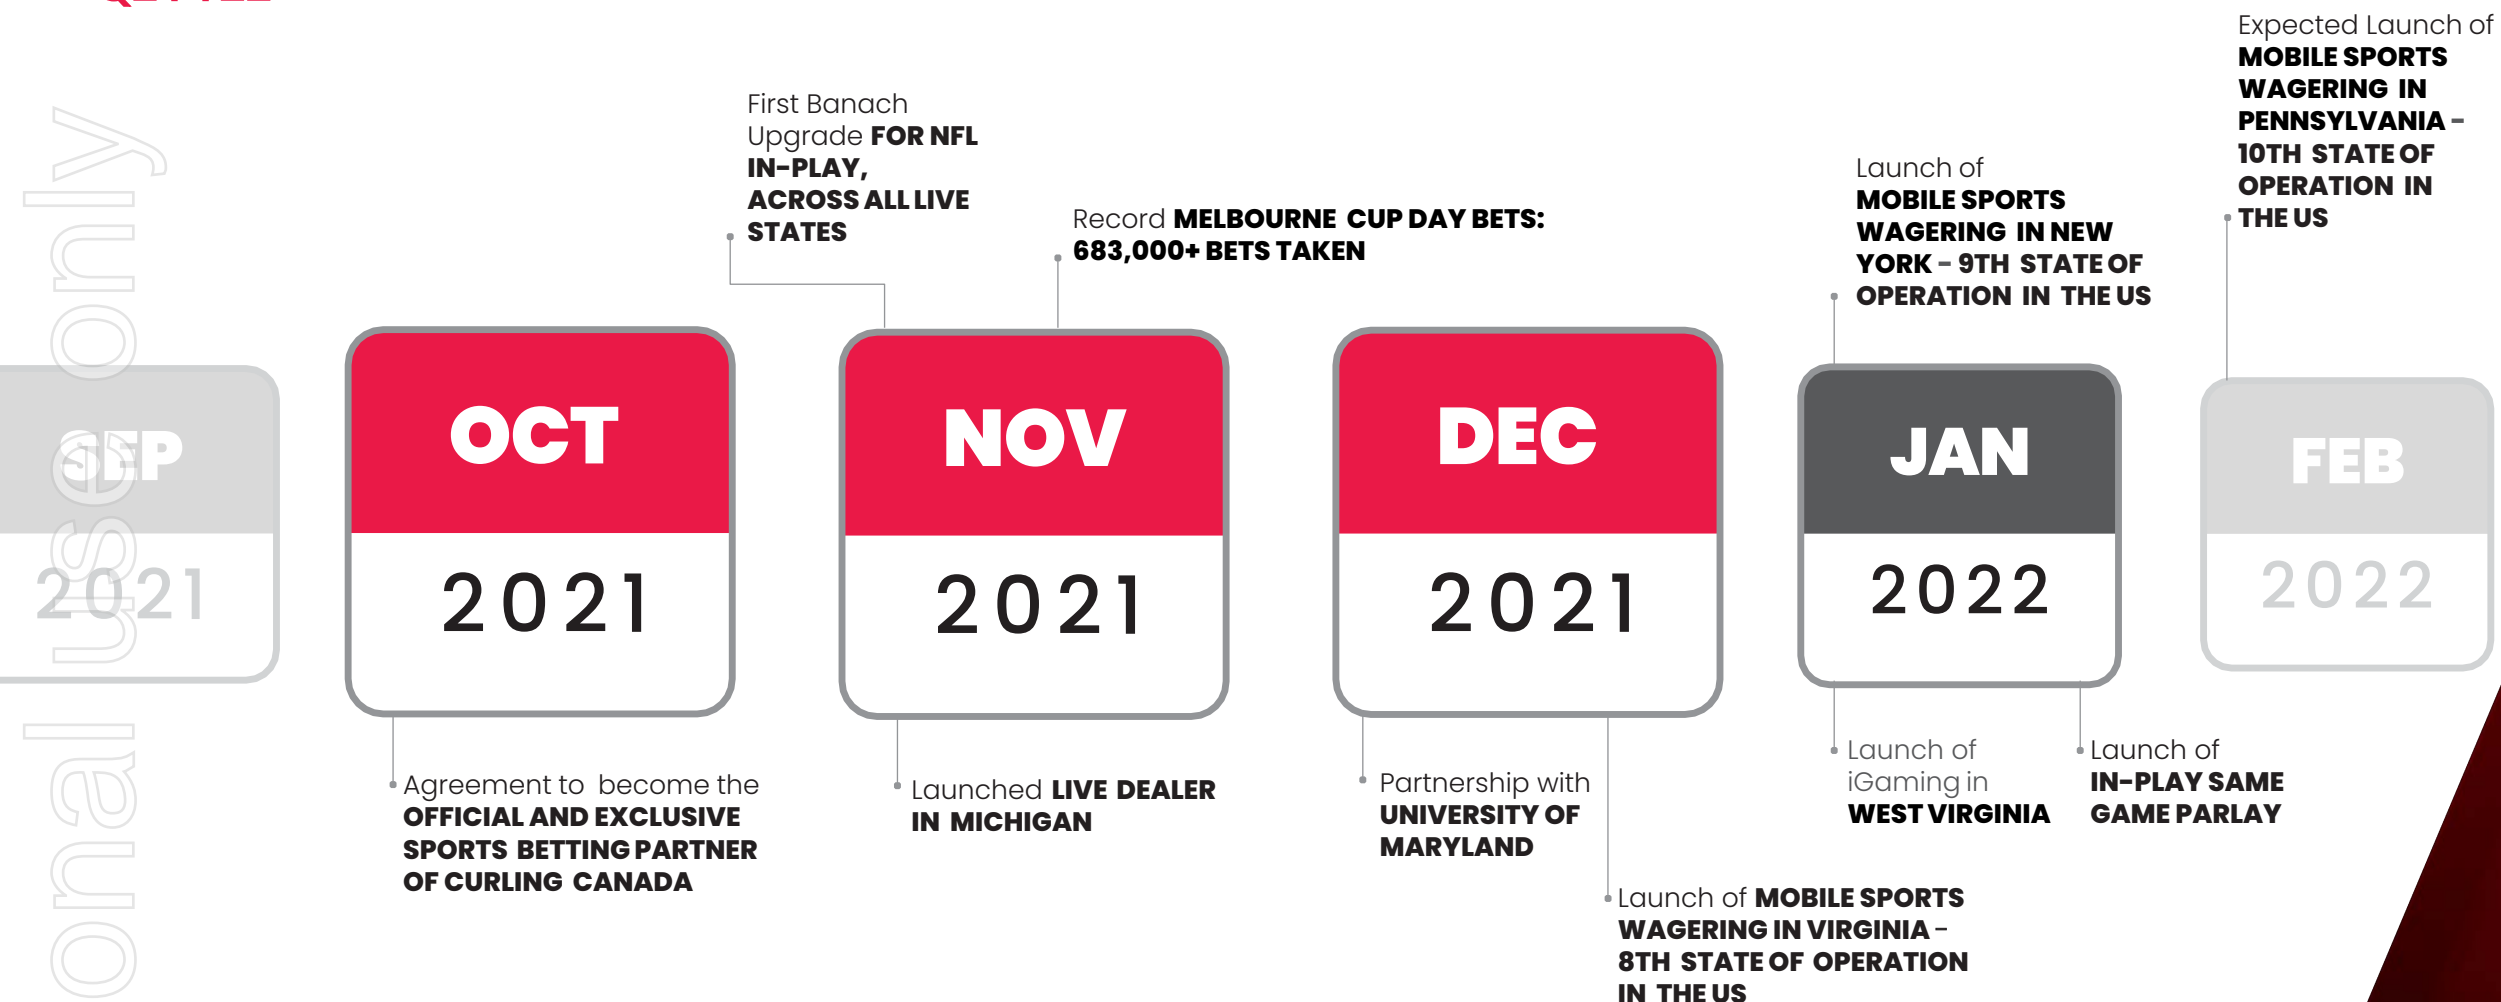 First Banach
Upgrade FOR NFL
IN-PLAY,
ACROSS ALL LIVE
STATES
Record MELBOURNE CUP DAY BETS:
683,000+ BETS TAKEN
Launch of
MOBILE SPORTS
WAGERING IN NEW
YORK - 9TH STATE OF
OPERATION IN THE US
Expected Launch of
MOBILE SPORTS
WAGERING IN
PENNSYLVANIA -
10TH STATE OF
OPERATION IN
THE US
SEP
2021
OCT
2021
NOV
2021
DEC
2021
JAN
2022
FEB
2022
Agreement to become the
OFFICIAL AND EXCLUSIVE
SPORTS BETTING PARTNER
OF CURLING CANADA
Launched LIVE DEALER
IN MICHIGAN
Partnership with
UNIVERSITY OF
MARYLAND
Launch of MOBILE SPORTS
WAGERING IN VIRGINIA -
8TH STATE OF OPERATION
IN THE US
Launch of
iGaming in
WEST VIRGINIA
Launch of
IN-PLAY SAME
GAME PARLAY
onal use only